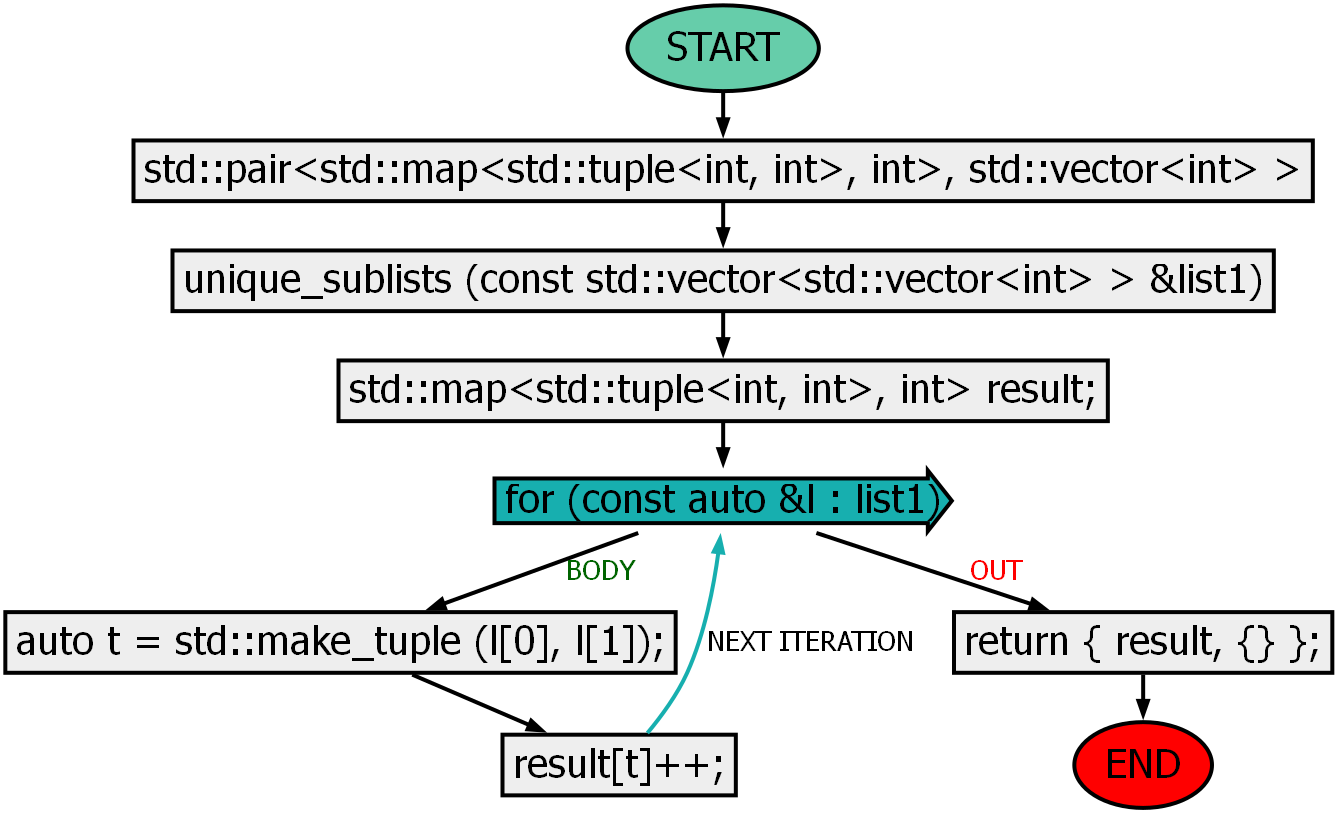 START
std::pair<std::map<std::tuple<int, int>, int>, std::vector<int> >
unique_sublists (const std::vector<std::vector<int> > &list1)
std::map<std::tuple<int, int>, int> result;
for (const auto &l : list1)
BODY
OUT
auto t = std::make_tuple (l[0], l[1]);
NEXT ITERATION
return { result, {} };
result[t]++;
END